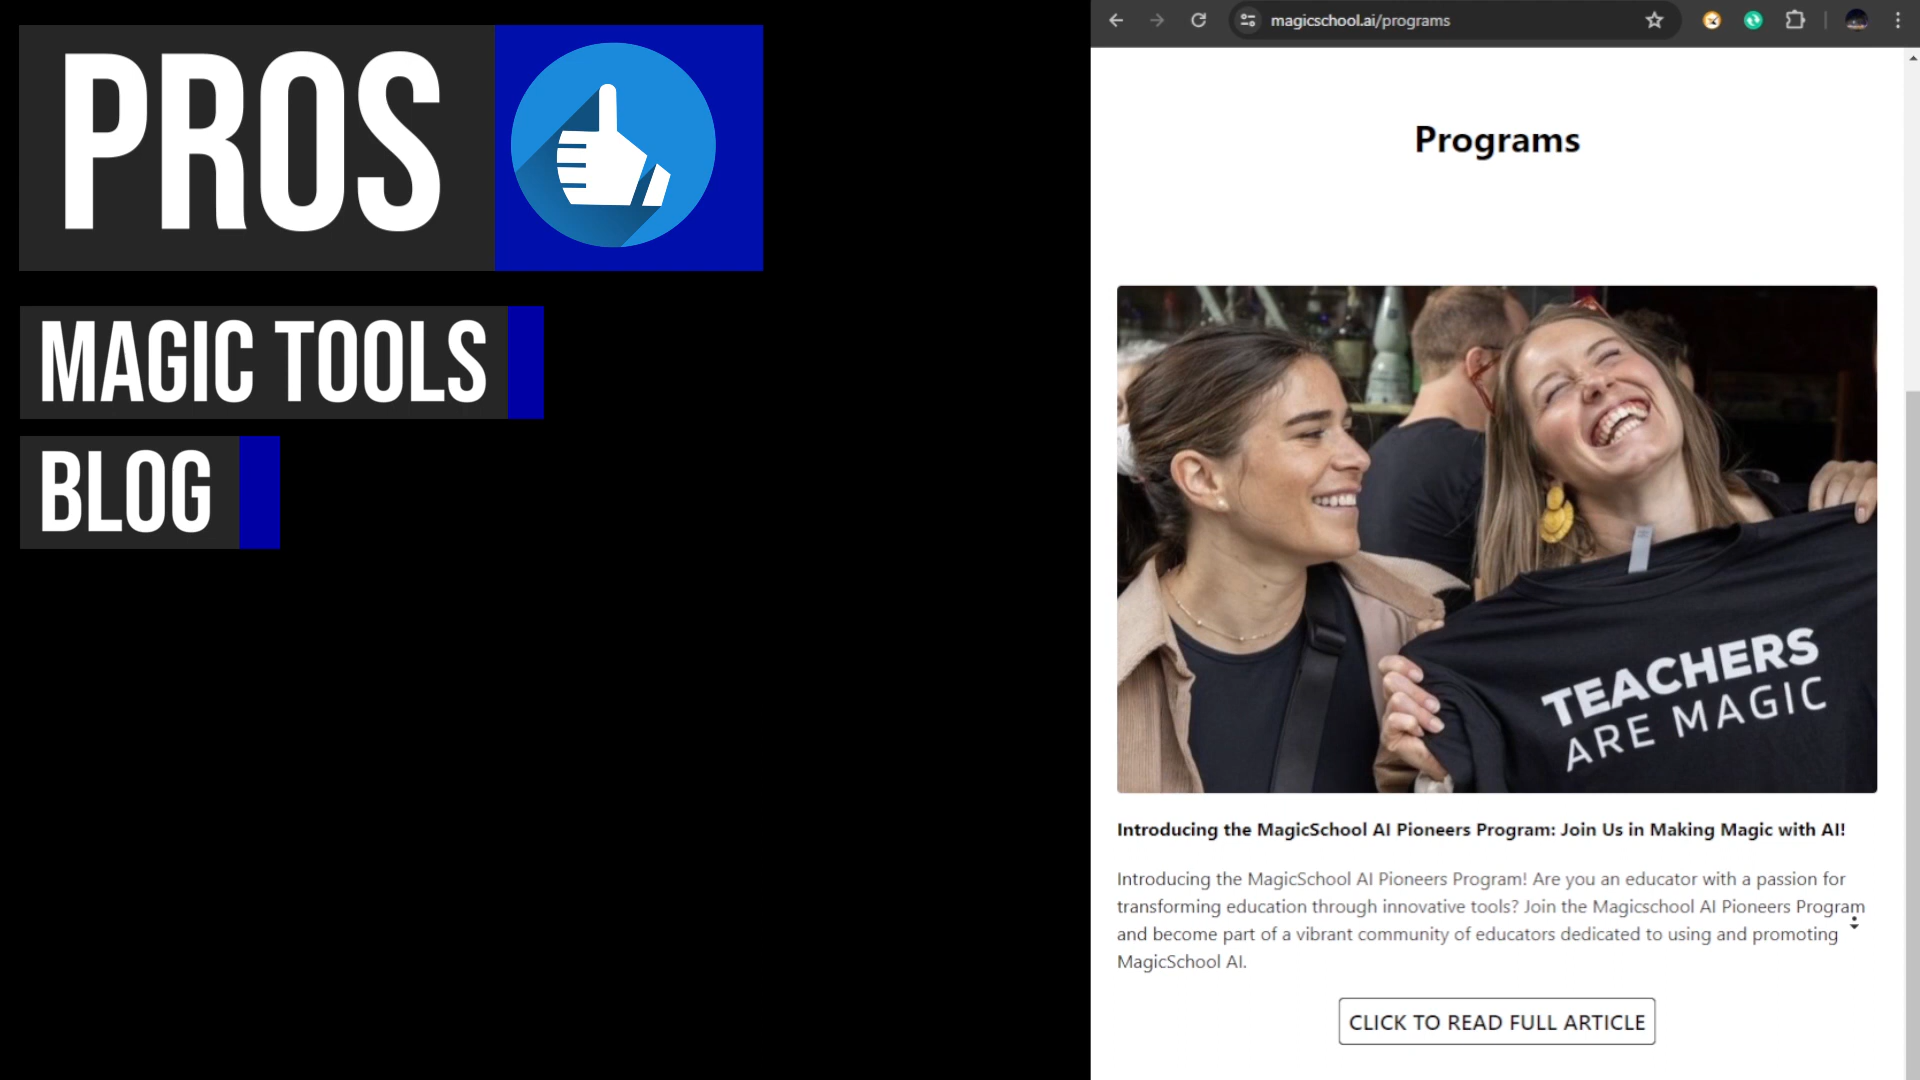 PROS
MAGIC TOOLS
BLOG
magicschool.ai/programs
Programs
TEACHERS
ARE MAGIC
Introducing the MagicSchool AI Pioneers Program: Join Us in Making Magic with AI!
Introducing the MagicSchool AI Pioneers Program! Are you an educator with a passion for
transforming education through innovative tools? Join the Magicschool AI Pioneers Program
and become part of a vibrant community of educators dedicated to using and promoting
MagicSchool AI.
CLICK TO READ FULL ARTICLE